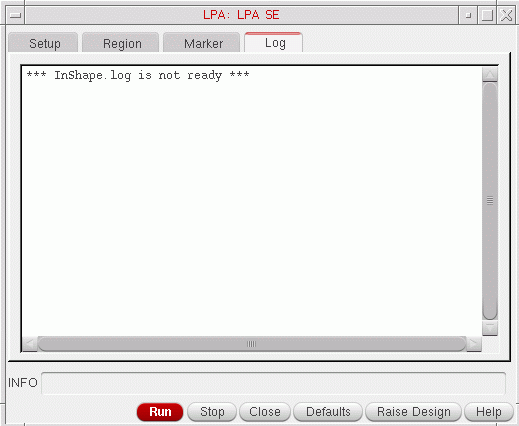 LPA: LPA SE
Setup Region Marker Log
*** InShape.log is not ready ***
INFO
Run Stop Close Defaults Raise Design Help